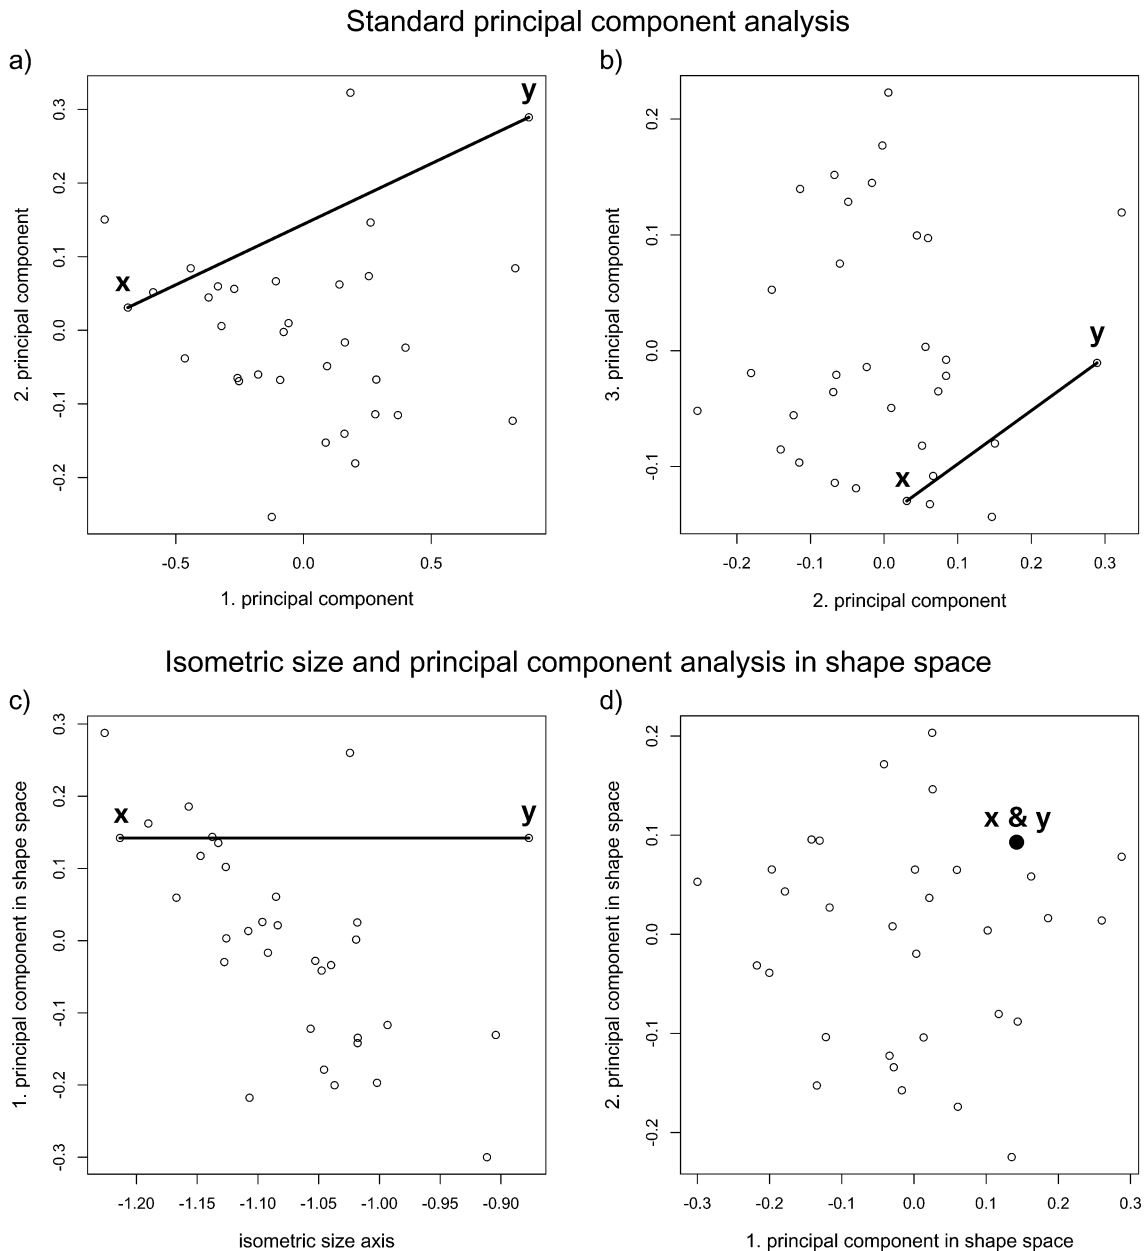 Standard principal component analysis
a)
b)
y
x
0.3
0.2
0.1
0.0
-0.1
-0.2
2. principal component
-0.5
0.0
0.5
1. principal component
y
x
0.2
0.1
0.0
-0.1
3. principal component
-0.2
-0.1
0.0
0.1
0.2
0.3
2. principal component
Isometric size and principal component analysis in shape space
c)
d)
x
y
0.3
0.2
0.1
0.0
-0.1
-0.2
-0.3
1. principal component in shape space
-1.20
-1.15
-1.10
-1.05
-1.00
-0.95
-0.90
isometric size axis
x & y
0.2
0.1
0.0
-0.1
-0.2
2. principal component in shape space
-0.3
-0.2
-0.1
0.0
0.1
0.2
0.3
1. principal component in shape space